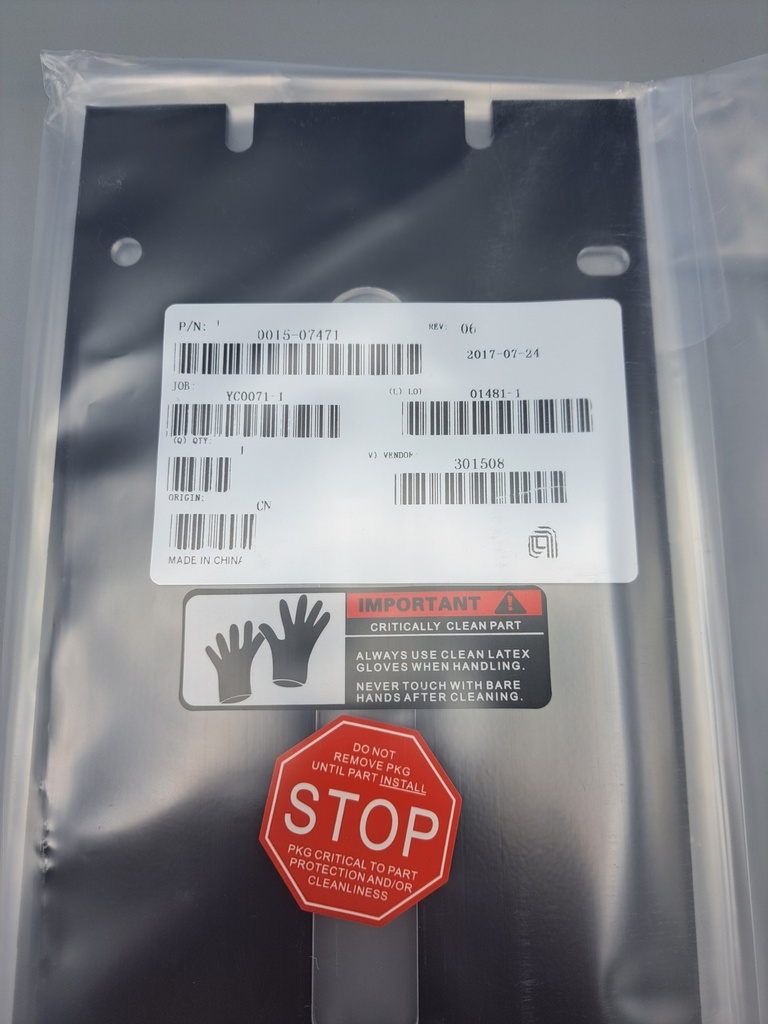 P/N:
0015-07471
REV: 06
2017-07-24
JOB:
YC0071-1
(L) LOT
01481-1
(Q) QTY:
1
V) VENDOR
301508
ORIGIN:
CN
MADE IN CHINA
IMPORTANT
CRITICALLY CLEAN PART
ALWAYS USE CLEAN LATEX
GLOVES WHEN HANDLING.
NEVER TOUCH WITH BARE
HANDS AFTER CLEANING.
DO NOT
REMOVE PKG
UNTIL PART INSTALL
STOP
PKG CRITICAL TO PART
PROTECTION AND/OR
CLEANLINESS